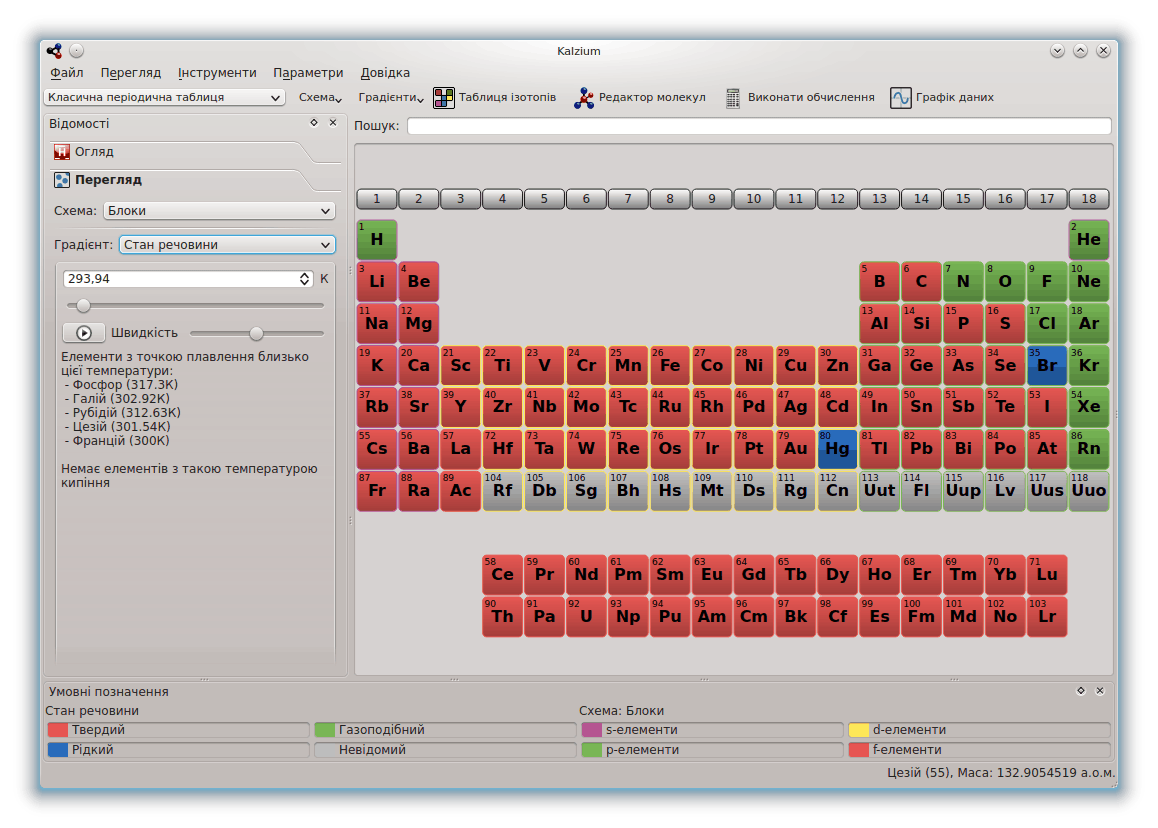 Kalzium
Файл Перегляд Інструменти Параметри Довідка
Класична періодична таблиця Схема Градієнти Таблиця ізотопів Редактор молекул Виконати обчислення Графік даних
Відомості
Пошук:
H Огляд
Перегляд
Схема: Блоки
Градієнт: Стан речовини
293,94 К
Швидкість
Елементи з точкою плавлення близько
цієї температури:
- Фосфор (317.3К)
- Галій (302.92К)
- Рубідій (312.63К)
- Цезій (301.54К)
- Францій (300К)
Немає елементів з такою температурою
кипіння
1 2 3 4 5 6 7 8 9 10 11 12 13 14 15 16 17 18
1 H 2 He
3 Li 4 Be 5 B 6 C 7 N 8 O 9 F 10 Ne
11 Na 12 Mg 13 Al 14 Si 15 P 16 S 17 Cl 18 Ar
19 K 20 Ca 21 Sc 22 Ti 23 V 24 Cr 25 Mn 26 Fe 27 Co 28 Ni 29 Cu 30 Zn 31 Ga 32 Ge 33 As 34 Se 35 Br 36 Kr
37 Rb 38 Sr 39 Y 40 Zr 41 Nb 42 Mo 43 Tc 44 Ru 45 Rh 46 Pd 47 Ag 48 Cd 49 In 50 Sn 51 Sb 52 Te 53 I 54 Xe
55 Cs 56 Ba 57 La 72 Hf 73 Ta 74 W 75 Re 76 Os 77 Ir 78 Pt 79 Au 80 Hg 81 Tl 82 Pb 83 Bi 84 Po 85 At 86 Rn
87 Fr 88 Ra 89 Ac 104 Rf 105 Db 106 Sg 107 Bh 108 Hs 109 Mt 110 Ds 111 Rg 112 Cn 113 Uut 114 Fl 115 Uup 116 Lv 117 Uus 118 Uuo
58 Ce 59 Pr 60 Nd 61 Pm 62 Sm 63 Eu 64 Gd 65 Tb 66 Dy 67 Ho 68 Er 69 Tm 70 Yb 71 Lu
90 Th 91 Pa 92 U 93 Np 94 Pu 95 Am 96 Cm 97 Bk 98 Cf 99 Es 100 Fm 101 Md 102 No 103 Lr
Умовні позначення
Стан речовини Схема: Блоки
Твердий Газоподібний s-елементи d-елементи
Рідкий Невідомий p-елементи f-елементи
Цезій (55), Маса: 132.9054519 а.о.м.